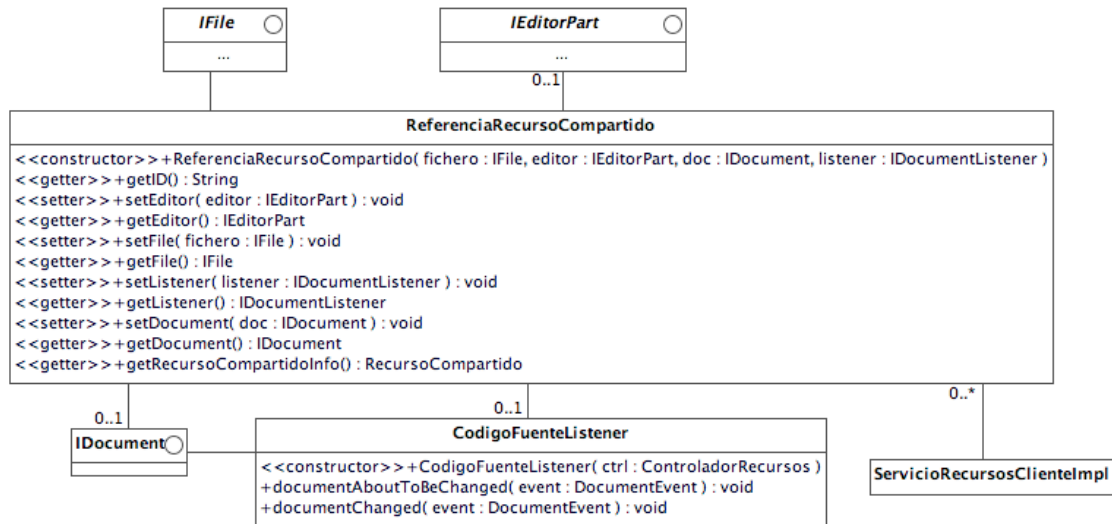 IFile
...
IEditorPart
...
0..1
ReferenciaRecursoCompartido
<<constructor>>+ReferenciaRecursoCompartido( fichero : IFile, editor : IEditorPart, doc : IDocument, listener : IDocumentListener )
<<getter>>+getID() : String
<<setter>>+setEditor( editor : IEditorPart ) : void
<<getter>>+getEditor() : IEditorPart
<<setter>>+setFile( fichero : IFile ) : void
<<getter>>+getFile() : IFile
<<setter>>+setListener( listener : IDocumentListener ) : void
<<getter>>+getListener() : IDocumentListener
<<setter>>+setDocument( doc : IDocument ) : void
<<getter>>+getDocument() : IDocument
<<getter>>+getRecursoCompartidoInfo() : RecursoCompartido
0..1
0..1
0..*
IDocument
CodigoFuenteListener
<<constructor>>+CodigoFuenteListener( ctrl : ControladorRecursos )
+documentAboutToBeChanged( event : DocumentEvent ) : void
+documentChanged( event : DocumentEvent ) : void
ServicioRecursosClienteImpl